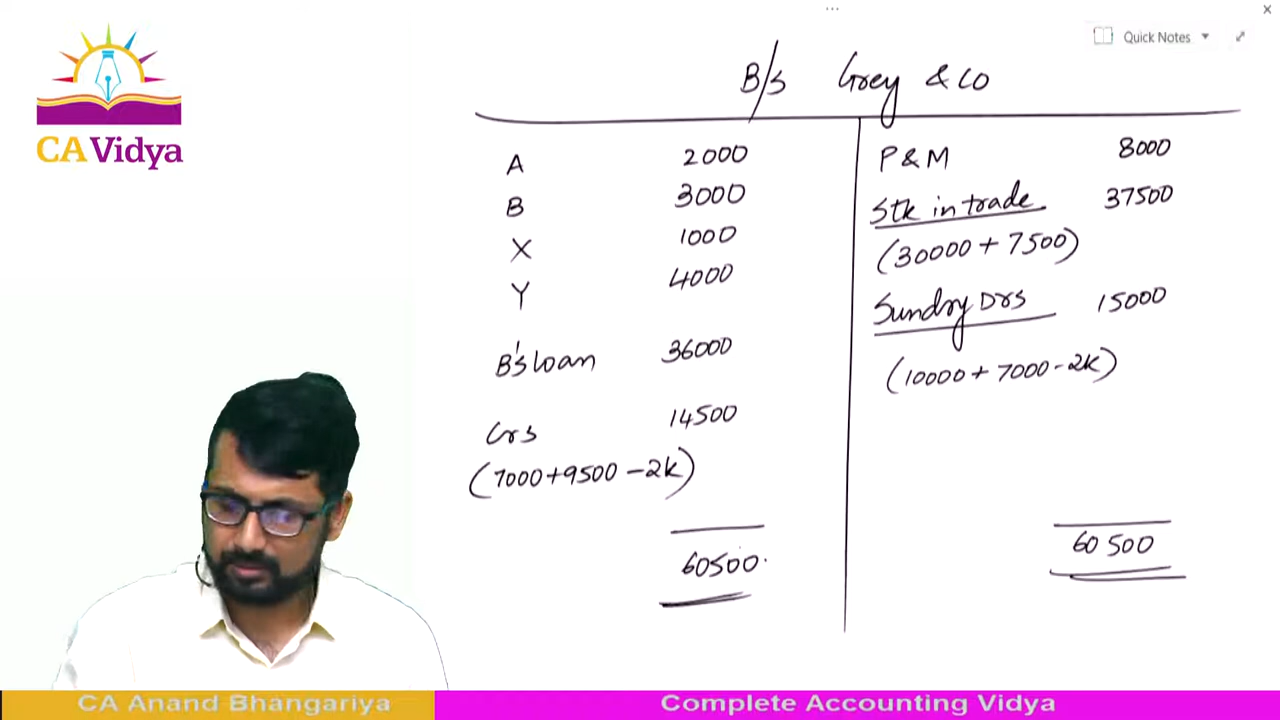 CA Vidya
Quick Notes
B/s Grey & Co
A 2000
B 3000
X 1000
Y 4000
B's loan 36000
Crs 14500
(7000+9500-2k)
60500
P & M 8000
Stk in trade 37500
(30000+7500)
Sundry Drs 15000
(10000+7000-2k)
60500
CA Anand Bhangariya
Complete Accounting Vidya